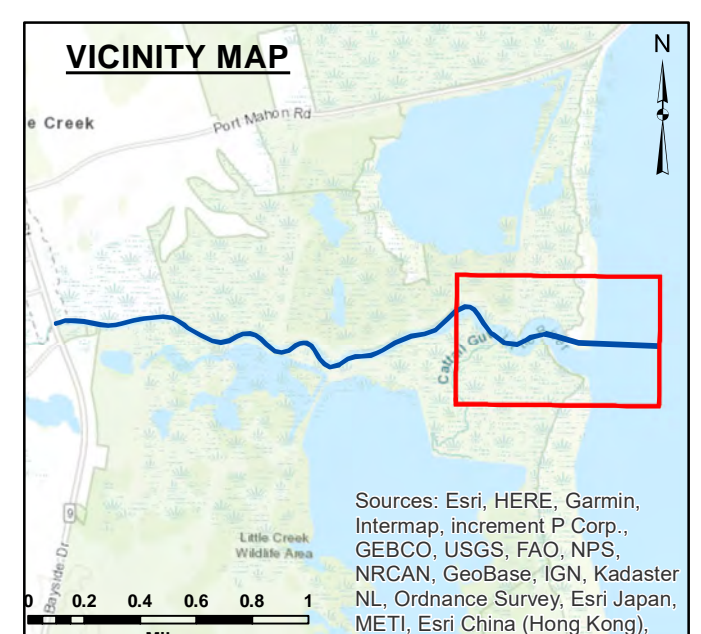 VICINITY MAP
N
e Creek
Port Mahon Rd
Cattail Gu
9
Bayside Dr
Little Creek
Wildlife Area
Sources: Esri, HERE, Garmin,
Intermap, increment P Corp.,
GEBCO, USGS, FAO, NPS,
NRCAN, GeoBase, IGN, Kadaster
NL, Ordnance Survey, Esri Japan,
METI, Esri China (Hong Kong),
0 0.2 0.4 0.6 0.8 1